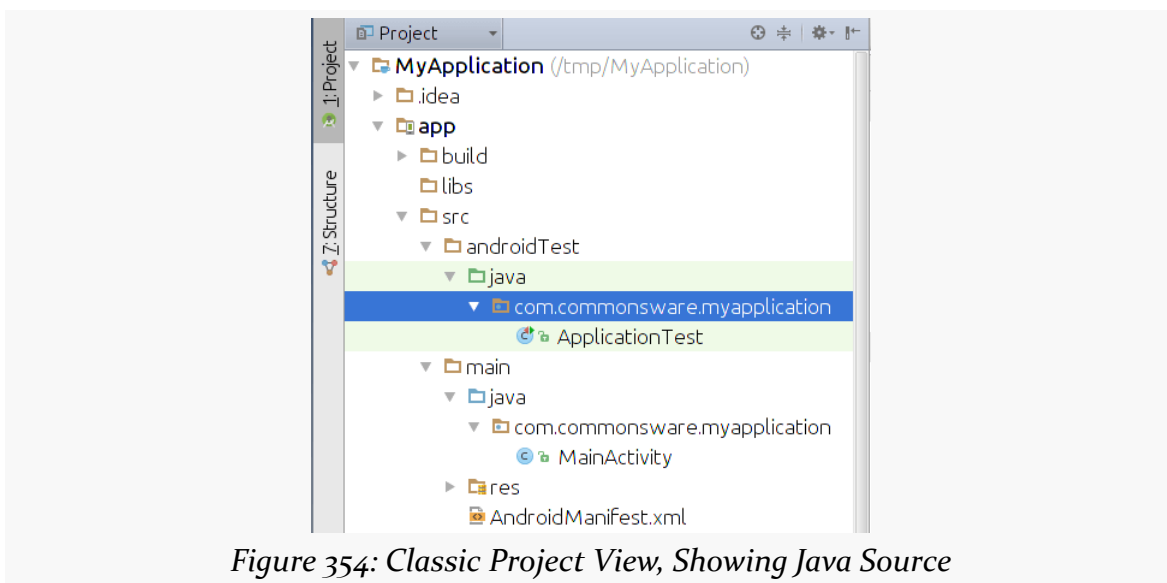 Project
1: Project
7: Structure
MyApplication (/tmp/MyApplication)
.idea
app
build
libs
src
androidTest
java
com.commonsware.myapplication
ApplicationTest
main
java
com.commonsware.myapplication
MainActivity
res
AndroidManifest.xml
Figure 354: Classic Project View, Showing Java Source